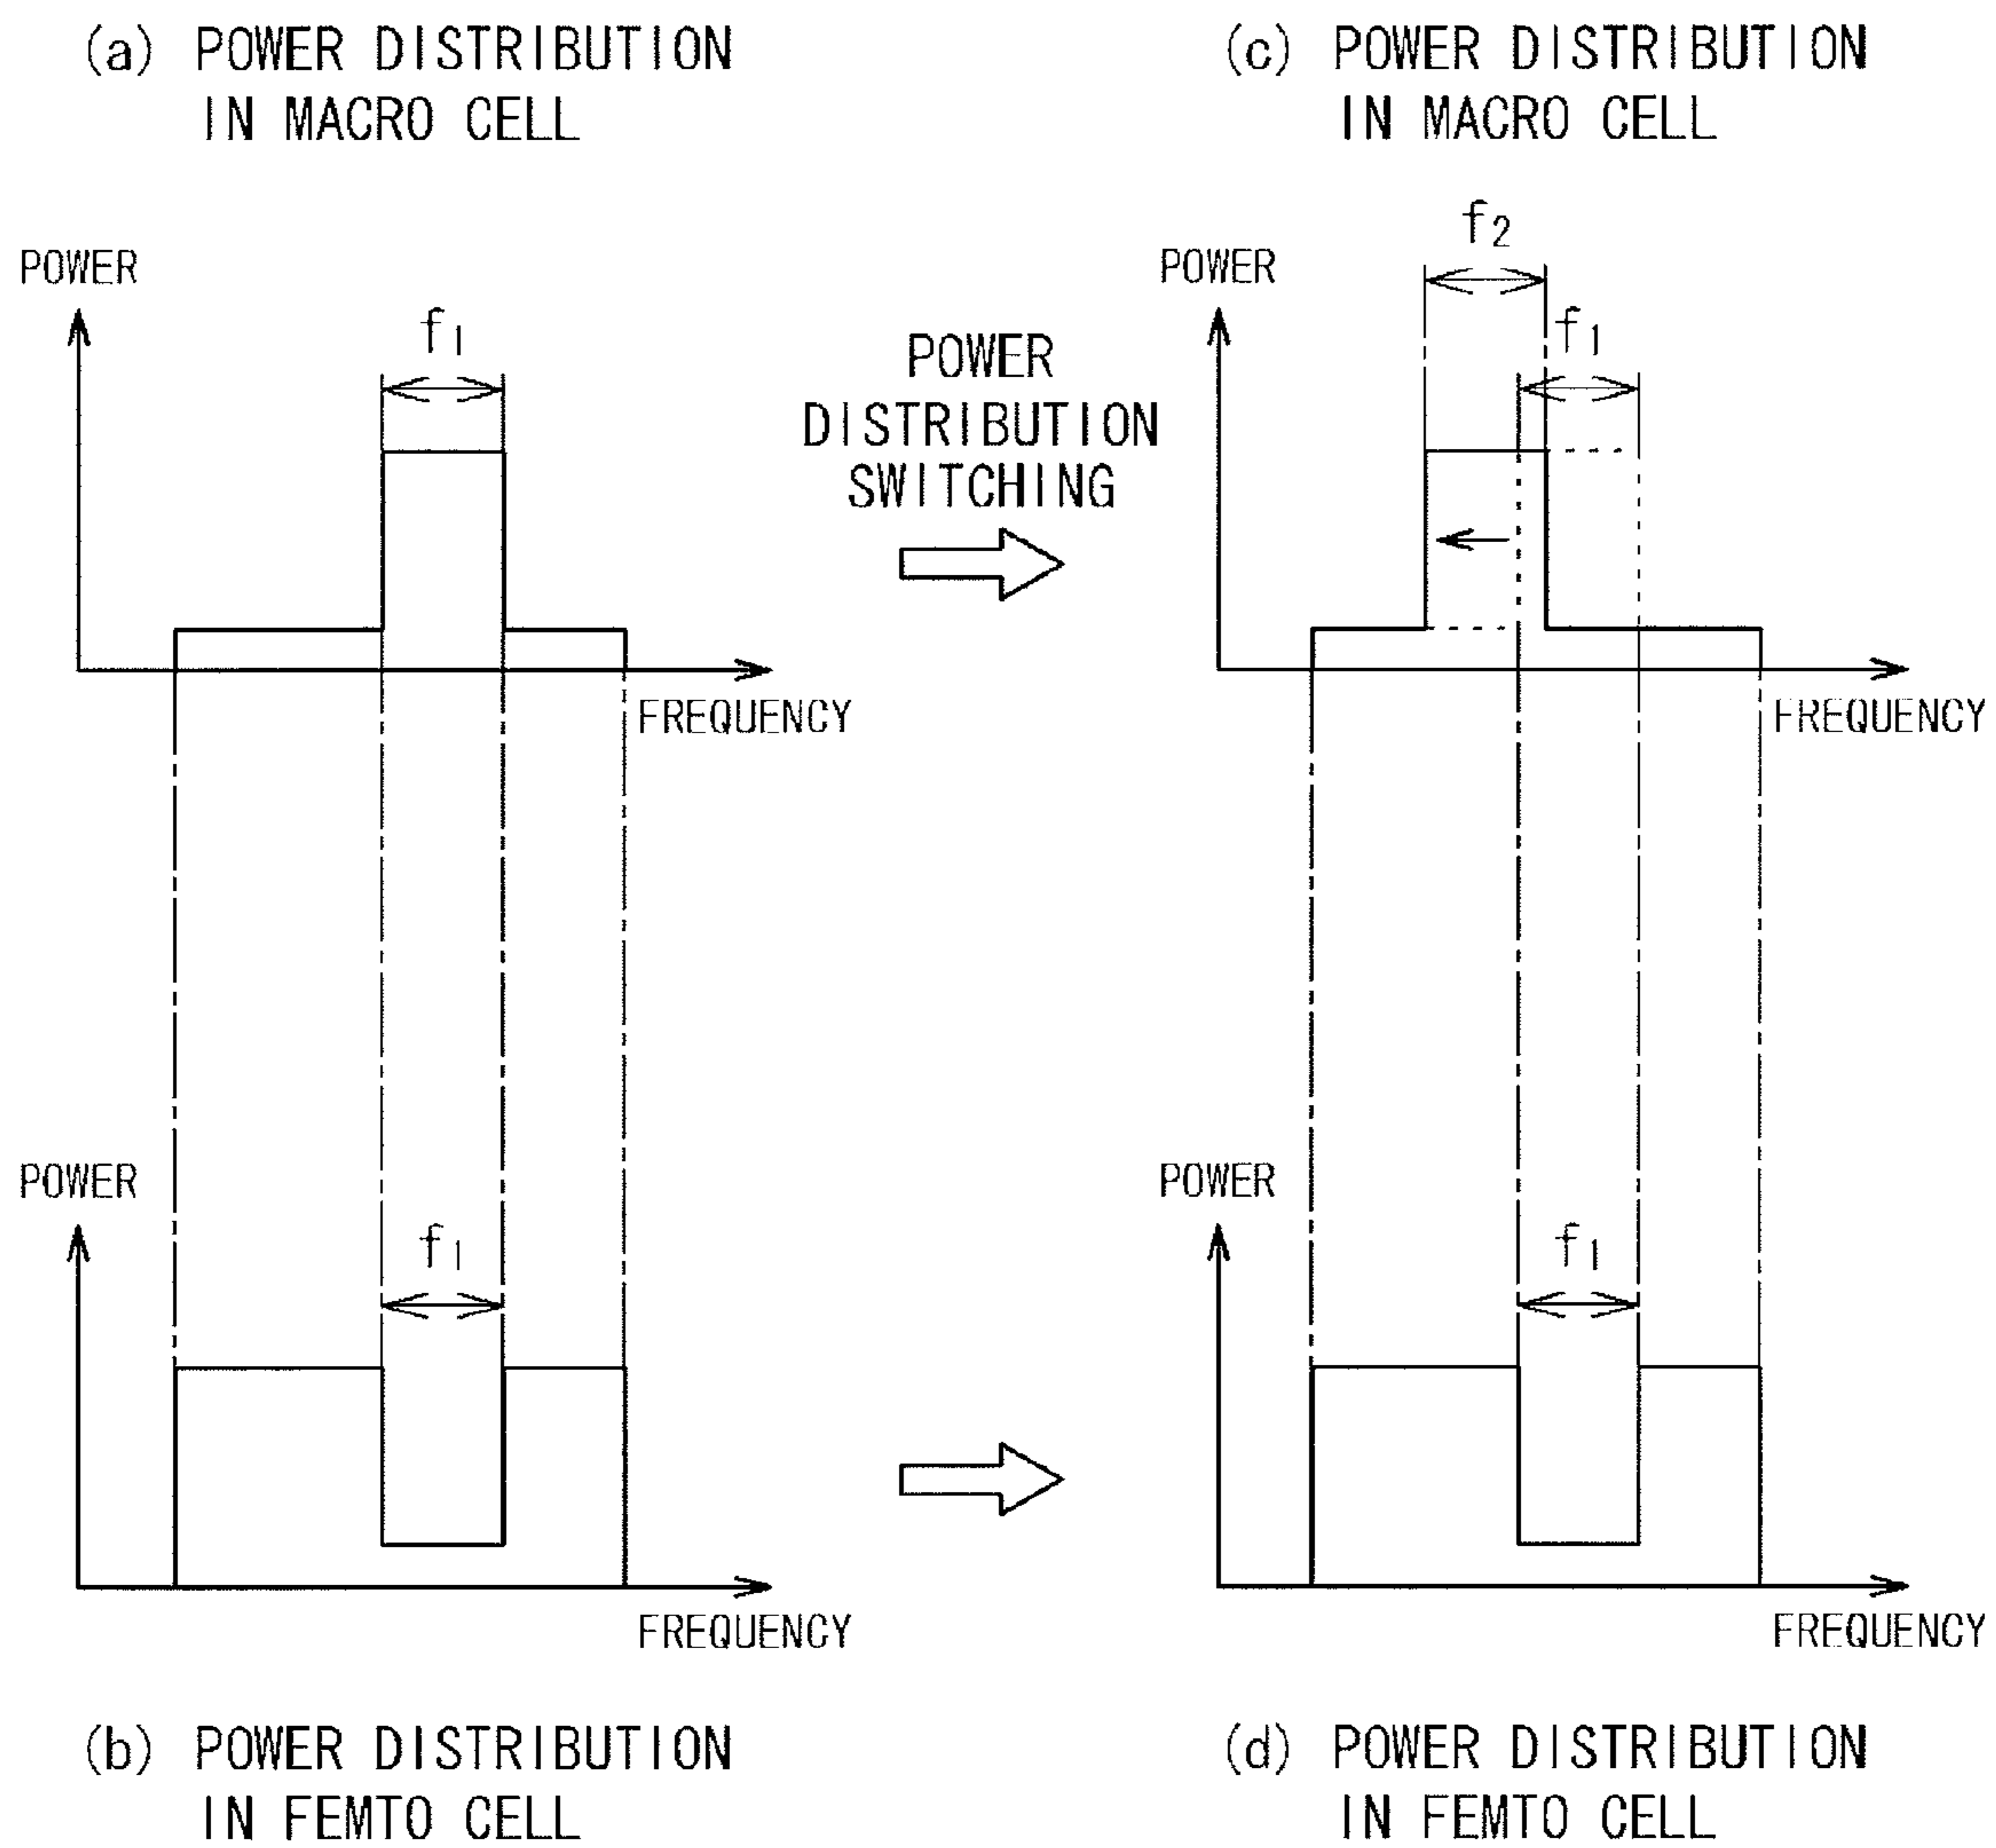 (a) POWER DISTRIBUTION
IN MACRO CELL
POWER
f1
FREQUENCY
POWER
DISTRIBUTION
SWITCHING
(c) POWER DISTRIBUTION
IN MACRO CELL
f2
POWER
f1
FREQUENCY
POWER
f1
FREQUENCY
(b) POWER DISTRIBUTION
IN FEMTO CELL
POWER
f1
FREQUENCY
(d) POWER DISTRIBUTION
IN FEMTO CELL